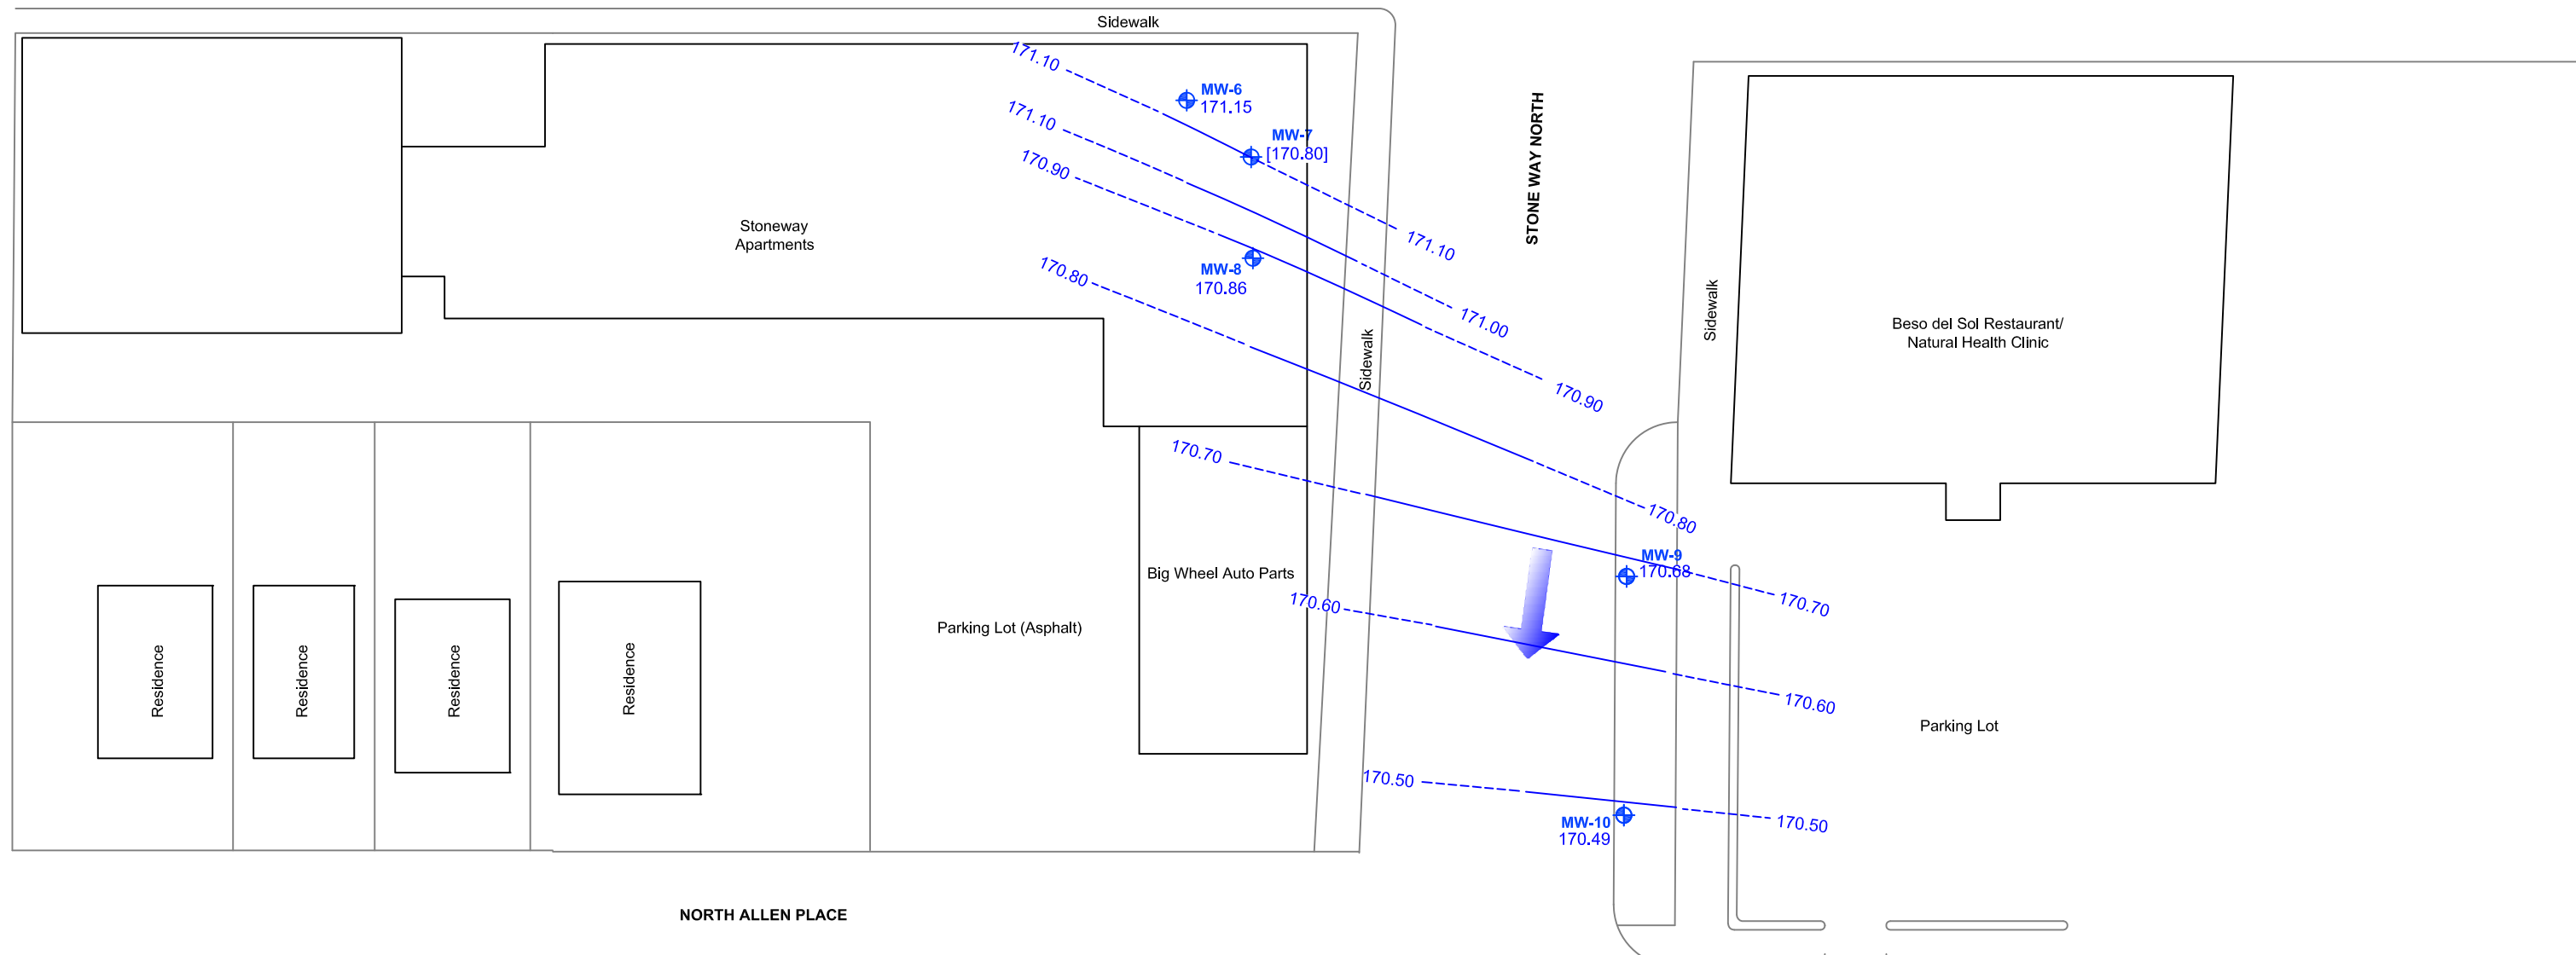 Sidewalk
171.10
MW-6
171.15
171.10
MW-7
[170.80]
170.90
STONE WAY NORTH
Stoneway
Apartments
171.10
170.80
MW-8
170.86
Sidewalk
171.00
Beso del Sol Restaurant/
Natural Health Clinic
Sidewalk
170.90
170.70
170.80
MW-9
170.68
Big Wheel Auto Parts
170.60
170.70
Parking Lot (Asphalt)
Residence
Residence
Residence
Residence
170.60
Parking Lot
170.50
MW-10
170.49
170.50
NORTH ALLEN PLACE